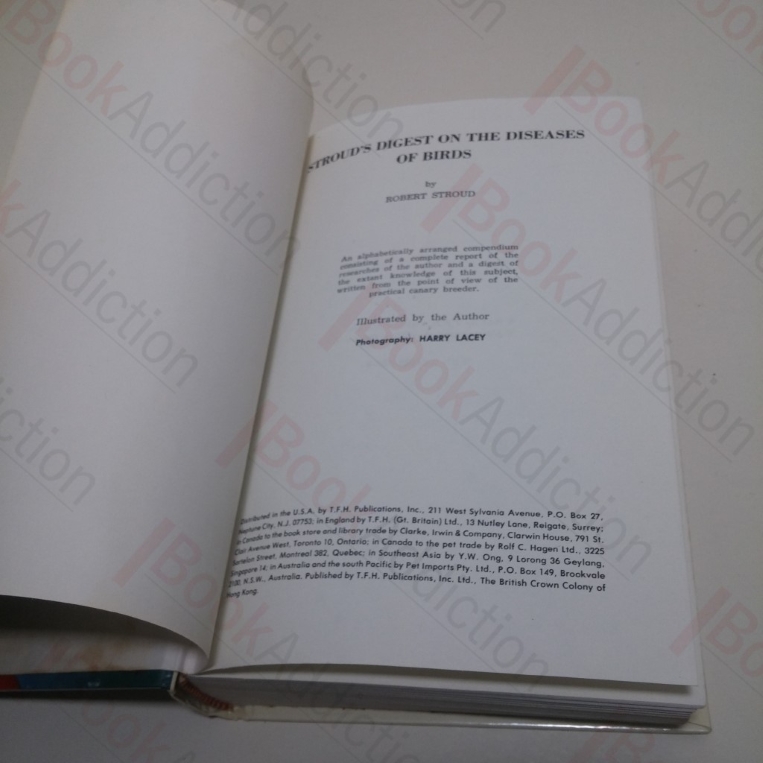 STROUD'S DIGEST ON THE DISEASES
OF BIRDS
by
ROBERT STROUD
An alphabetically arranged compendium
consisting of a complete report of the
researches of the author and a digest of
the extent knowledge of this subject,
written from the point of view of the
practical canary breeder.
Illustrated by the Author
Photography: HARRY LACEY
Distributed in the U.S.A. by T.F.H. Publications, Inc., 211 West Sylvania Avenue, P.O. Box 27,
Neptune City, N.J. 07753; in England by T.F.H. (Gt. Britain) Ltd., 13 Nutley Lane, Reigate, Surrey;
in Canada to the book store and library trade by Clarke, Irwin & Company, Clarwin House, 791 St.
Clair Avenue West, Toronto 10, Ontario; in Canada to the pet trade by Rolf C. Hagen Ltd., 3225
Sartelon Street, Montreal 382, Quebec; in Southeast Asia by Y.W. Ong, 9 Lorong 36 Geylang,
Singapore 14; in Australia and the south Pacific by Pet Imports Pty. Ltd., P.O. Box 149, Brookvale
2100, N.S.W., Australia. Published by T.F.H. Publications, Inc. Ltd., The British Crown Colony of
Hong Kong.
BookAddiction